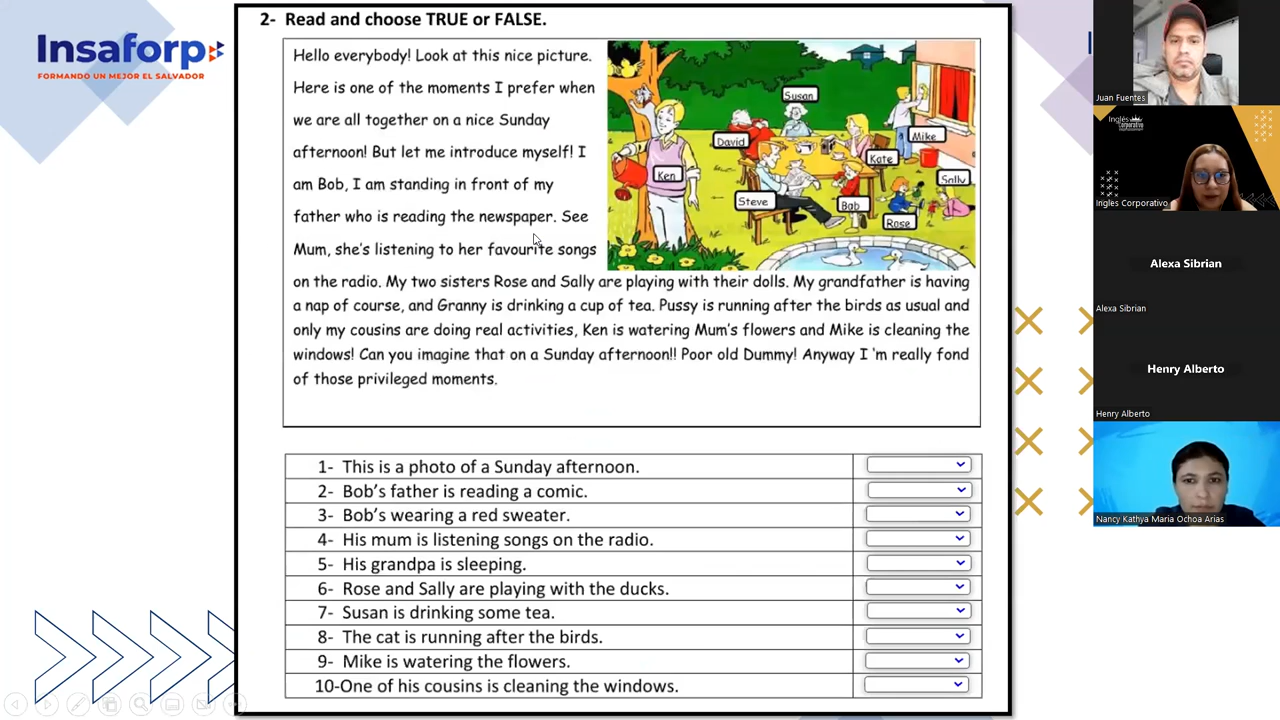 Insaforp
FORMANDO UN MEJOR EL SALVADOR
2- Read and choose TRUE or FALSE.
Hello everybody! Look at this nice picture.
Here is one of the moments I prefer when
we are all together on a nice Sunday
afternoon! But let me introduce myself! I
am Bob, I am standing in front of my
father who is reading the newspaper. See
Mum, she's listening to her favourite songs
on the radio. My two sisters Rose and Sally are playing with their dolls. My grandfather is having
a nap of course, and Granny is drinking a cup of tea. Pussy is running after the birds as usual and
only my cousins are doing real activities, Ken is watering Mum's flowers and Mike is cleaning the
windows! Can you imagine that on a Sunday afternoon!! Poor old Dummy! Anyway I 'm really fond
of those privileged moments.
Susan
David
Mike
Kate
Ken
Sally
Steve
Bob
Rose
1- This is a photo of a Sunday afternoon.
2- Bob's father is reading a comic.
3- Bob's wearing a red sweater.
4- His mum is listening songs on the radio.
5- His grandpa is sleeping.
6- Rose and Sally are playing with the ducks.
7- Susan is drinking some tea.
8- The cat is running after the birds.
9- Mike is watering the flowers.
10-One of his cousins is cleaning the windows.
Juan Fuentes
Inglés
Corporativo
Ingles Corporativo
Alexa Sibrian
Alexa Sibrian
Henry Alberto
Henry Alberto
Nancy Kathya Maria Ochoa Arias